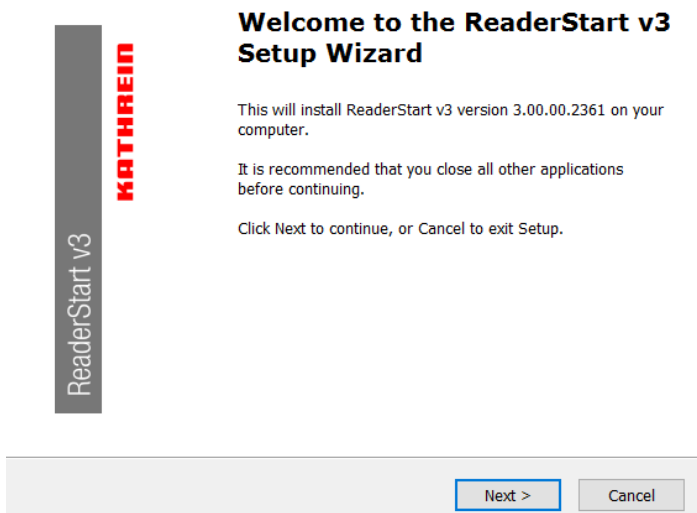 Welcome to the ReaderStart v3
Setup Wizard
This will install ReaderStart v3 version 3.00.00.2361 on your
computer.
It is recommended that you close all other applications
before continuing.
Click Next to continue, or Cancel to exit Setup.
KATHREIN
ReaderStart v3
Next >
Cancel